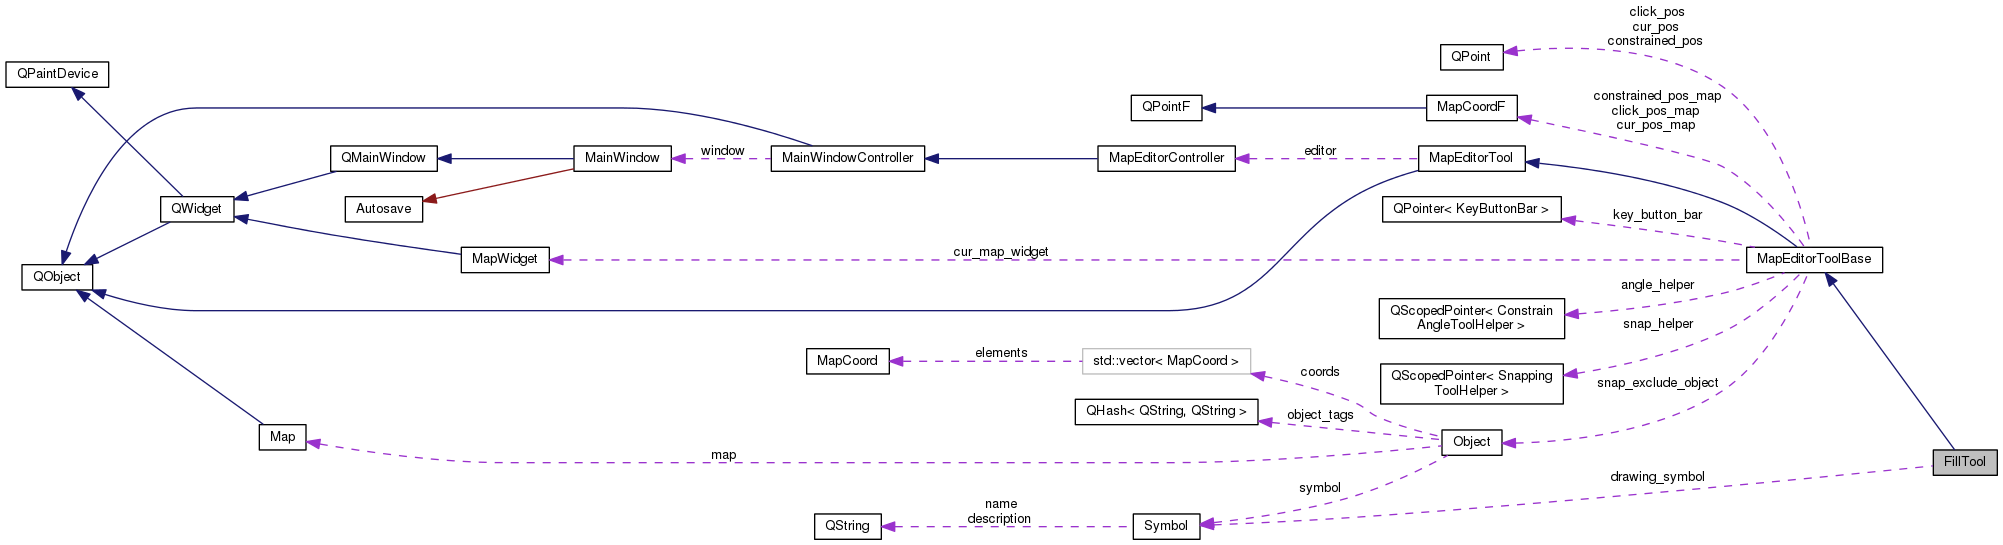 click_pos
cur_pos
constrained_pos
QPoint
QPaintDevice
constrained_pos_map
click_pos_map
cur_pos_map
QPointF
MapCoordF
QMainWindow
MainWindow
window
MainWindowController
MapEditorController
editor
MapEditorTool
Autosave
QWidget
QPointer< KeyButtonBar >
key_button_bar
MapWidget
cur_map_widget
MapEditorToolBase
QObject
angle_helper
QScopedPointer< Constrain
AngleToolHelper >
snap_helper
MapCoord
elements
std::vector< MapCoord >
coords
QScopedPointer< Snapping
ToolHelper >
snap_exclude_object
QHash< QString, QString >
object_tags
Map
map
Object
FillTool
drawing_symbol
symbol
name
description
QString
Symbol